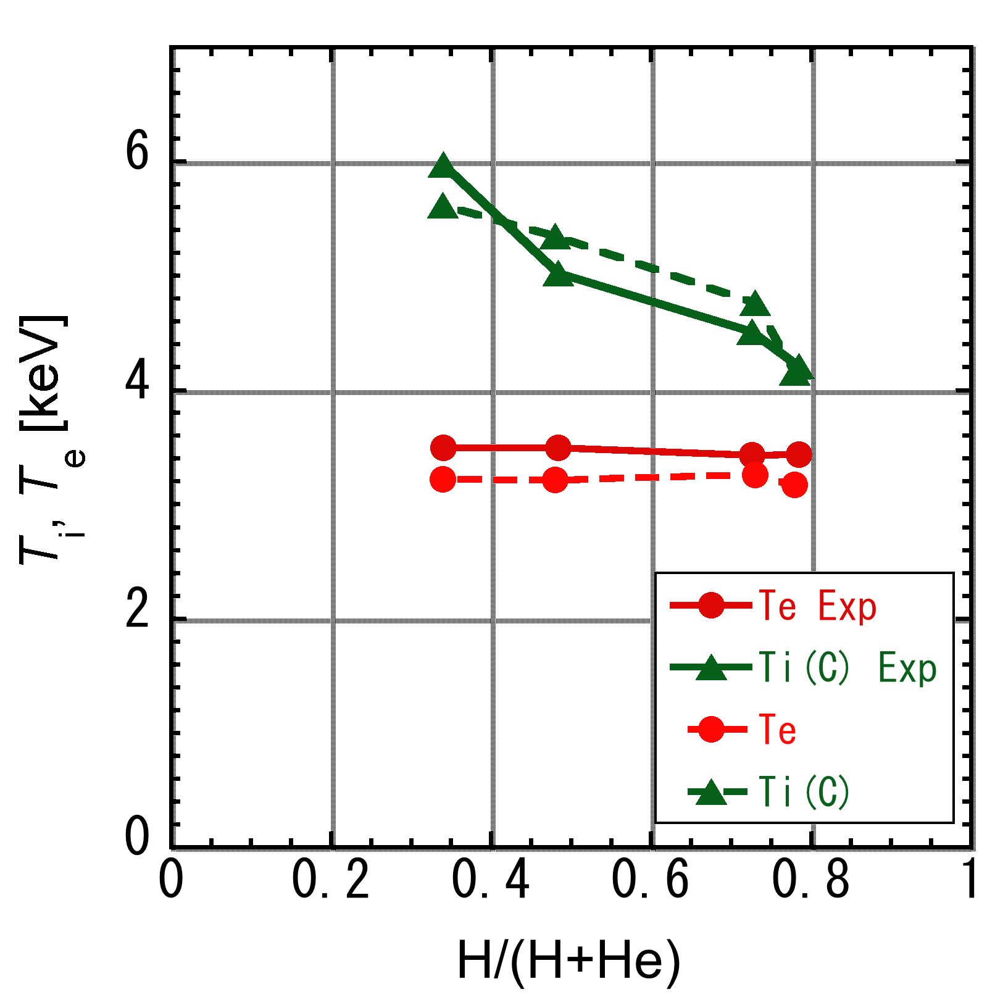 6
4
2
0
0 0.2 0.4 0.6 0.8 1
Ti, Te [keV]
H/(H+He)
Te Exp
Ti(C) Exp
Te
Ti(C)